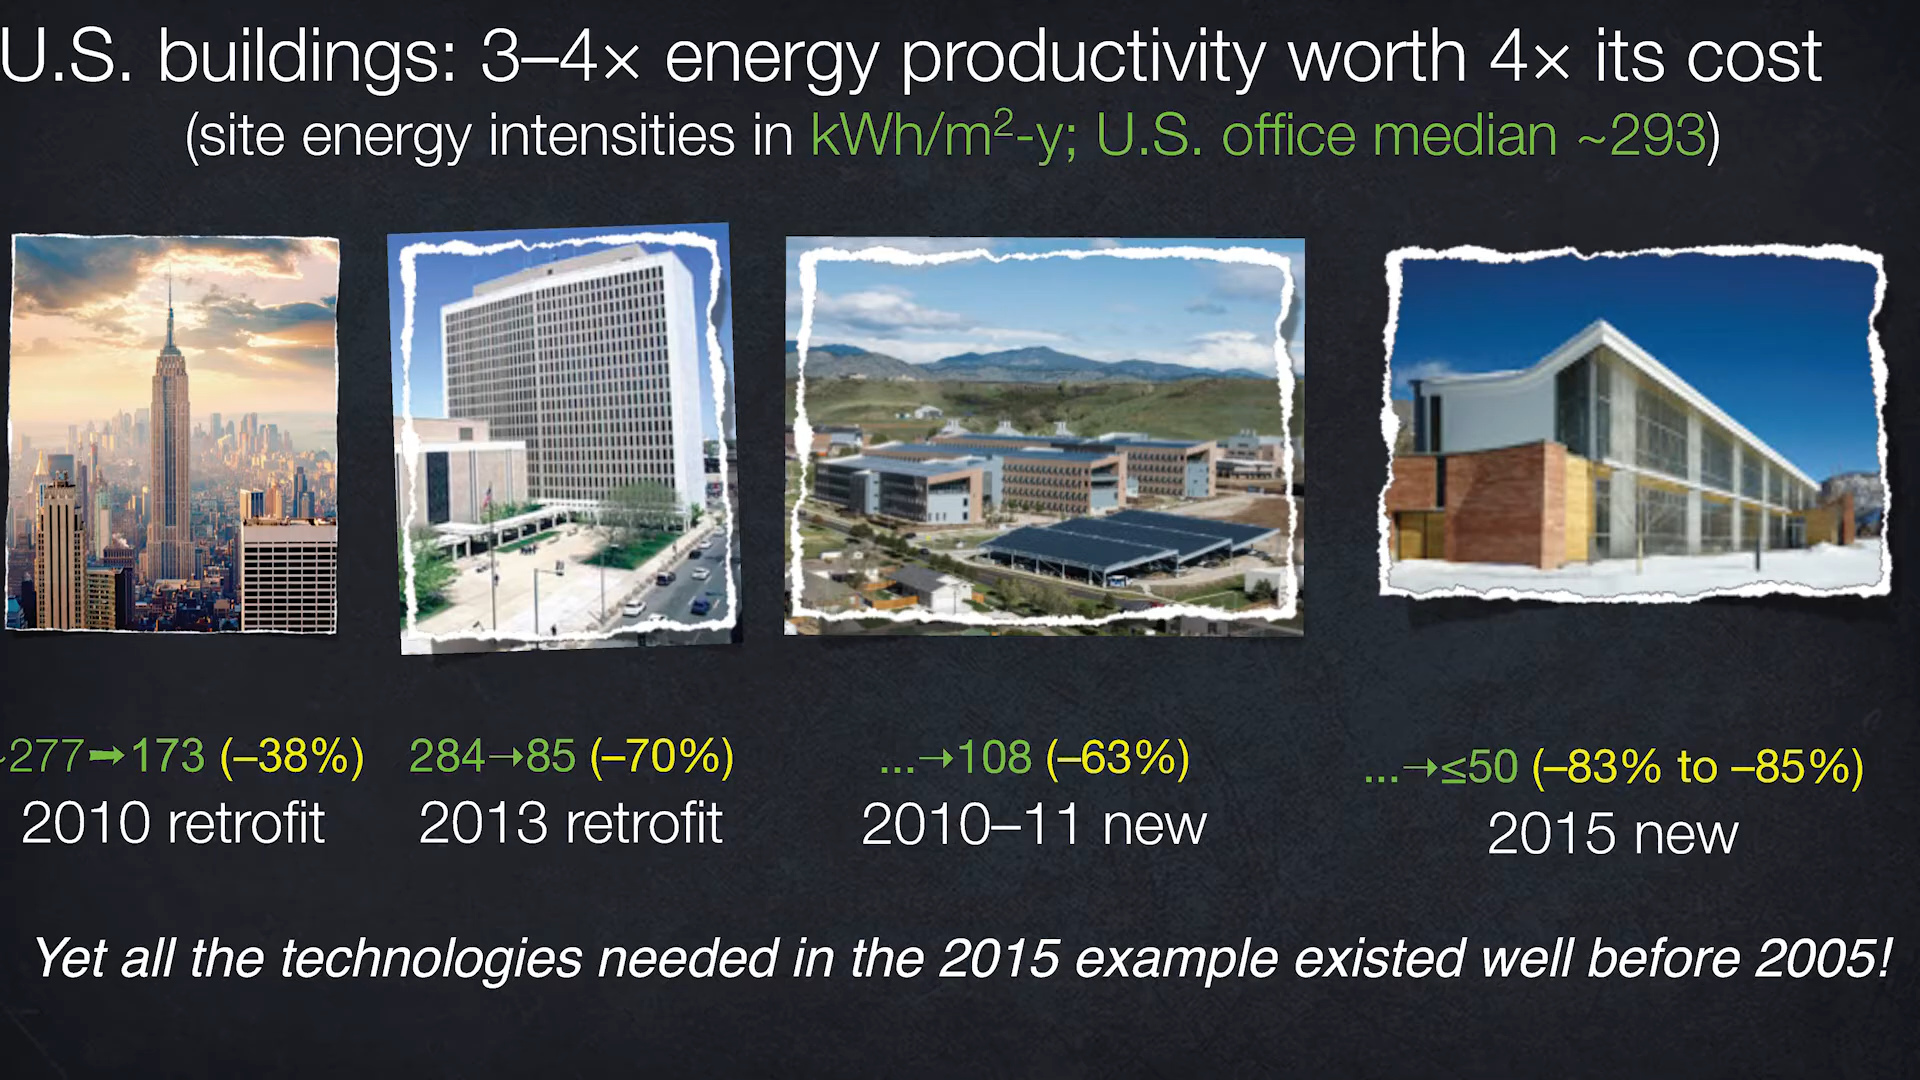 U.S. buildings: 3–4× energy productivity worth 4× its cost
(site energy intensities in kWh/m²-y; U.S. office median ~293)
~277➡173 (–38%)
2010 retrofit
284→85 (–70%)
2013 retrofit
...→108 (–63%)
2010–11 new
...→≤50 (–83% to –85%)
2015 new
Yet all the technologies needed in the 2015 example existed well before 2005!